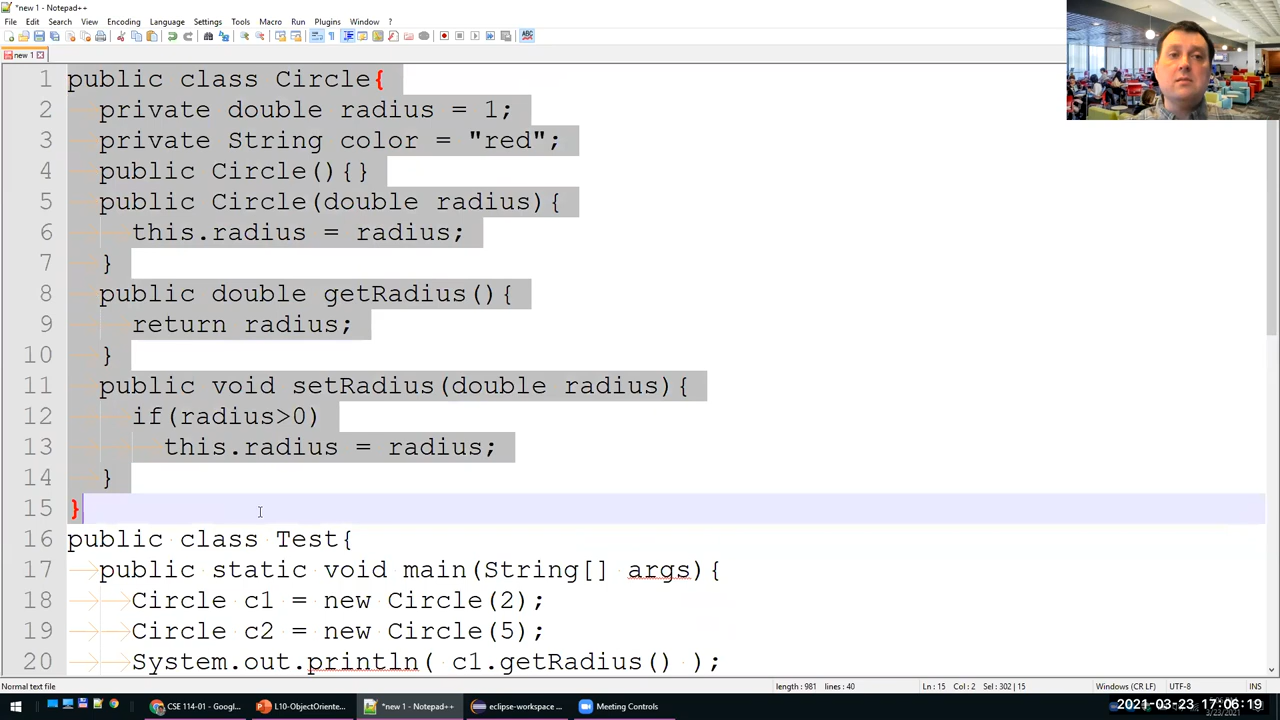 *new 1 - Notepad++
File Edit Search View Encoding Language Settings Tools Macro Run Plugins Window ?
new 1
1 public class Circle{
2 private double radius = 1;
3 private String color = "red";
4 public Circle(){}
5 public Circle(double radius){
6 this.radius = radius;
7 }
8 public double getRadius(){
9 return radius;
10 }
11 public void setRadius(double radius){
12 if(radius>0)
13 this.radius = radius;
14 }
15 }
16 public class Test{
17 public static void main(String[] args){
18 Circle c1 = new Circle(2);
19 Circle c2 = new Circle(5);
20 System.out.println( c1.getRadius() );
Normal text file length : 981 lines : 40 Ln : 15 Col : 2 Sel : 302 | 15 Windows (CR LF) UTF-8 INS
CSE 114-01 - Googl... L10-ObjectOriente... *new 1 - Notepad++ eclipse-workspace ... Meeting Controls
2021-03-23 17:06:19